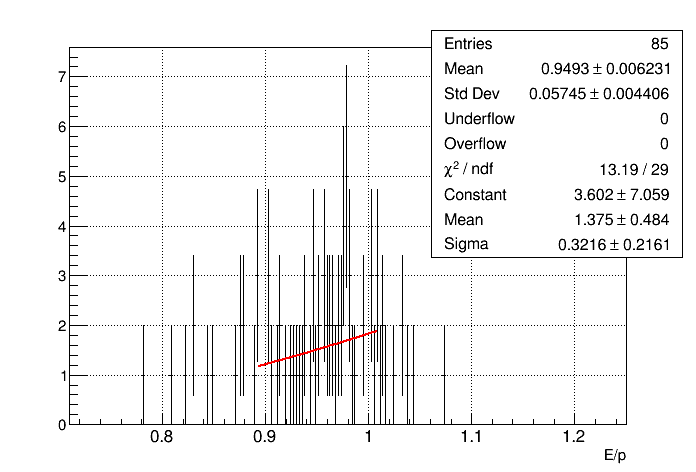 Entries 85
Mean 0.9493 ± 0.006231
Std Dev 0.05745 ± 0.004406
Underflow 0
Overflow 0
χ² / ndf 13.19 / 29
Constant 3.602 ± 7.059
Mean 1.375 ± 0.484
Sigma 0.3216 ± 0.2161
7
6
5
4
3
2
1
0
0.8 0.9 1 1.1 1.2
E/p